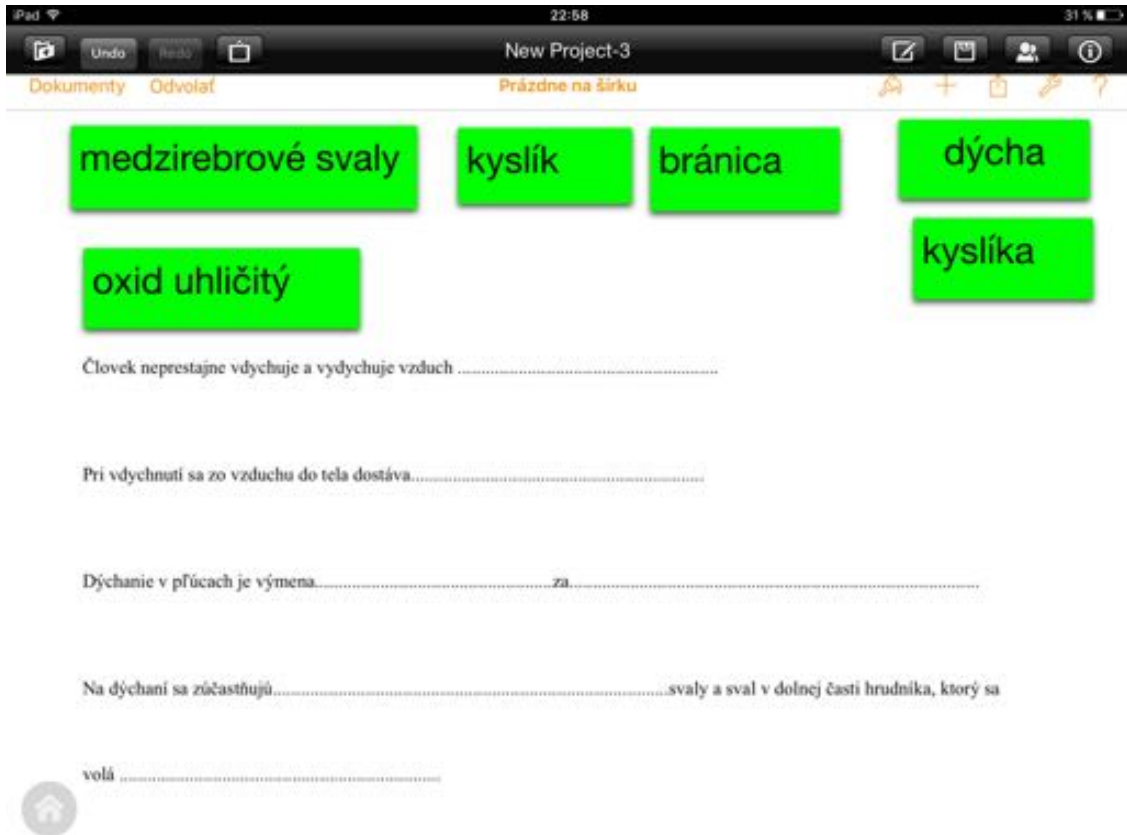 iPad 22:58 31 %
Undo Redo New Project-3
Dokumenty Odvolať Prázdne na šírku ?
medzirebrové svaly kyslík bránica dýcha
oxid uhličitý kyslíka
Človek neprestajne vdychuje a vydychuje vzduch ..............................................................
Pri vdychnutí sa zo vzduchu do tela dostáva......................................................................
Dýchanie v pľúcach je výmena.........................................................za...................................................................................................
Na dýchaní sa zúčastňujú...............................................................................................svaly a sval v dolnej časti hrudníka, ktorý sa
volá .............................................................................